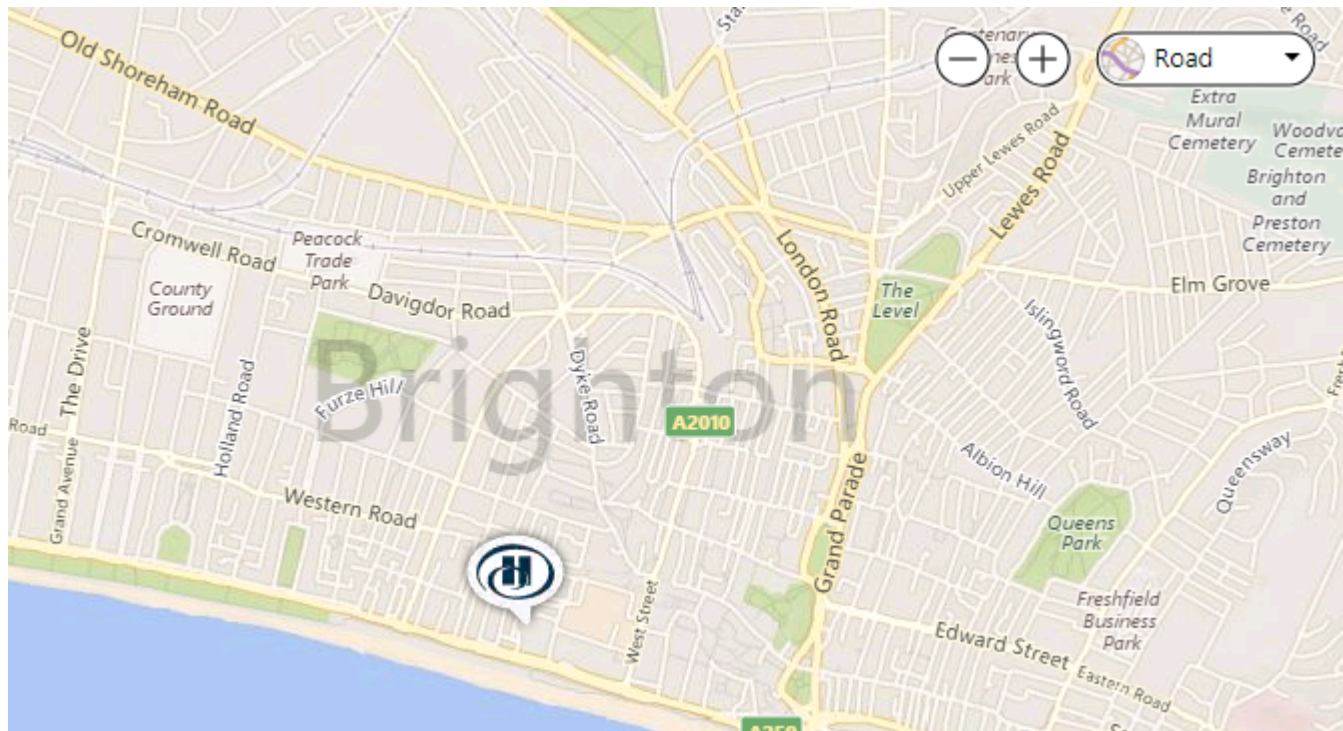 Old Shoreham Road
Road
Extra
Mural
Cemetery
Cemetery
Brighton
and
Preston
Cemetery
Upper Lewes Road
Lewes Road
Cromwell Road
Peacock
Trade
Park
County
Ground
Davigdor Road
London Road
The
Level
Elm Grove
Islingword Road
The Drive
Holland Road
Furze Hill
Dyke Road
Brighton
A2010
Road
Grand Avenue
Western Road
Grand Parade
Albion Hill
Queensway
Queens
Park
H
West Street
Freshfield
Business
Park
Edward Street
Eastern Road